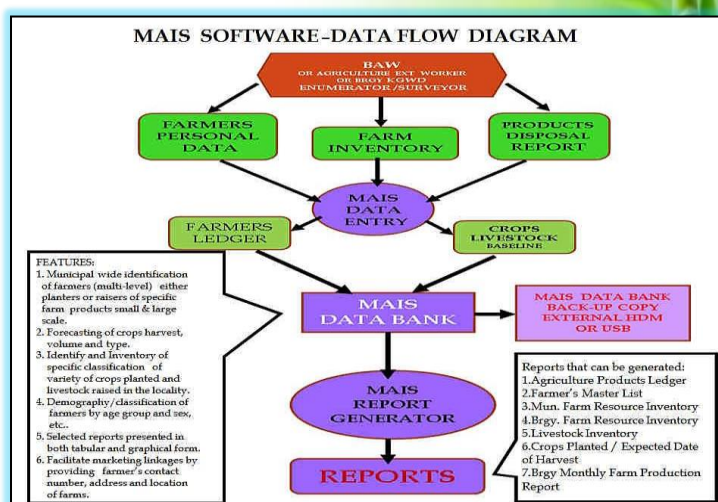 MAIS SOFTWARE-DATA FLOW DIAGRAM
BAW
OR AGRICULTURE EXT WORKER
OR BRGY KGWD
ENUMERATOR/SURVEYOR
FARMERS
PERSONAL
DATA
FARM
INVENTORY
PRODUCTS
DISPOSAL
REPORT
MAIS
DATA
ENTRY
FARMERS
LEDGER
CROPS
LIVESTOCK
BASELINE
MAIS
DATA BANK
MAIS DATA BANK
BACK-UP COPY
EXTERNAL HDM
OR USB
MAIS
REPORT
GENERATOR
REPORTS
FEATURES:
1. Municipal wide identification
of farmers (multi-level) either
planters or raisers of specific
farm products small & large
scale.
2. Forecasting of crops harvest,
volume and type.
3. Identify and Inventory of
specific classification of
variety of crops planted and
livestock raised in the locality.
4. Demography/classification of
farmers by age group and sex,
etc..
5. Selected reports presented in
both tabular and graphical form.
6. Facilitate marketing linkages by
providing farmer's contact
number, address and location
of farms.
Reports that can be generated:
1.Agriculture Products Ledger
2.Farmer's Master List
3.Mun. Farm Resource Inventory
4.Brgy. Farm Resource Inventory
5.Livestock Inventory
6.Crops Planted / Expected Date
of Harvest
7.Brgy Monthly Farm Production
Report